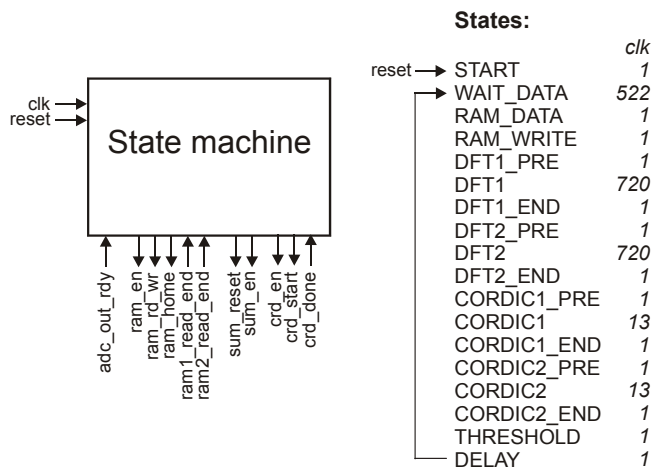 States:
clk
reset START 1
WAIT_DATA 522
RAM_DATA 1
RAM_WRITE 1
DFT1_PRE 1
DFT1 720
DFT1_END 1
DFT2_PRE 1
DFT2 720
DFT2_END 1
CORDIC1_PRE 1
CORDIC1 13
CORDIC1_END 1
CORDIC2_PRE 1
CORDIC2 13
CORDIC2_END 1
THRESHOLD 1
DELAY 1
clk
reset
State machine
adc_out_rdy
ram_en
ram_rd_wr
ram_home
ram1_read_end
ram2_read_end
sum_reset
sum_en
crd_en
crd_start
crd_done